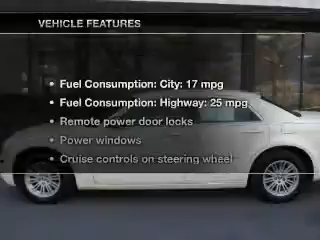 VEHICLE FEATURES
• Fuel Consumption: City: 17 mpg
• Fuel Consumption: Highway: 25 mpg
• Remote power door locks
• Power windows
• Cruise controls on steering wheel